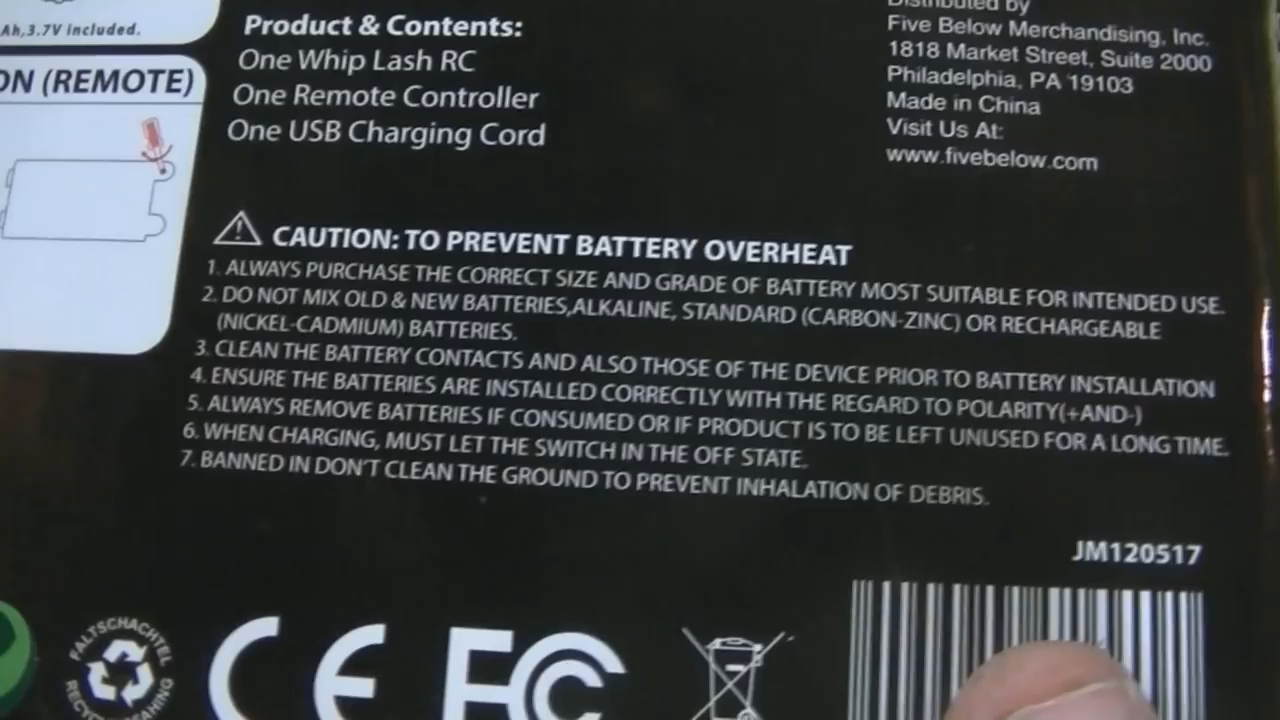 Ah,3.7V included.
ON (REMOTE)
Product & Contents:
One Whip Lash RC
One Remote Controller
One USB Charging Cord
Distributed by
Five Below Merchandising, Inc.
1818 Market Street, Suite 2000
Philadelphia, PA 19103
Made in China
Visit Us At:
www.fivebelow.com
CAUTION: TO PREVENT BATTERY OVERHEAT
1. ALWAYS PURCHASE THE CORRECT SIZE AND GRADE OF BATTERY MOST SUITABLE FOR INTENDED USE.
2. DO NOT MIX OLD & NEW BATTERIES,ALKALINE, STANDARD (CARBON-ZINC) OR RECHARGEABLE
(NICKEL-CADMIUM) BATTERIES.
3. CLEAN THE BATTERY CONTACTS AND ALSO THOSE OF THE DEVICE PRIOR TO BATTERY INSTALLATION
4. ENSURE THE BATTERIES ARE INSTALLED CORRECTLY WITH THE REGARD TO POLARITY(+AND-)
5. ALWAYS REMOVE BATTERIES IF CONSUMED OR IF PRODUCT IS TO BE LEFT UNUSED FOR A LONG TIME.
6. WHEN CHARGING, MUST LET THE SWITCH IN THE OFF STATE.
7. BANNED IN DON'T CLEAN THE GROUND TO PREVENT INHALATION OF DEBRIS.
JM120517
FALTSCHACHTEL
CE FC